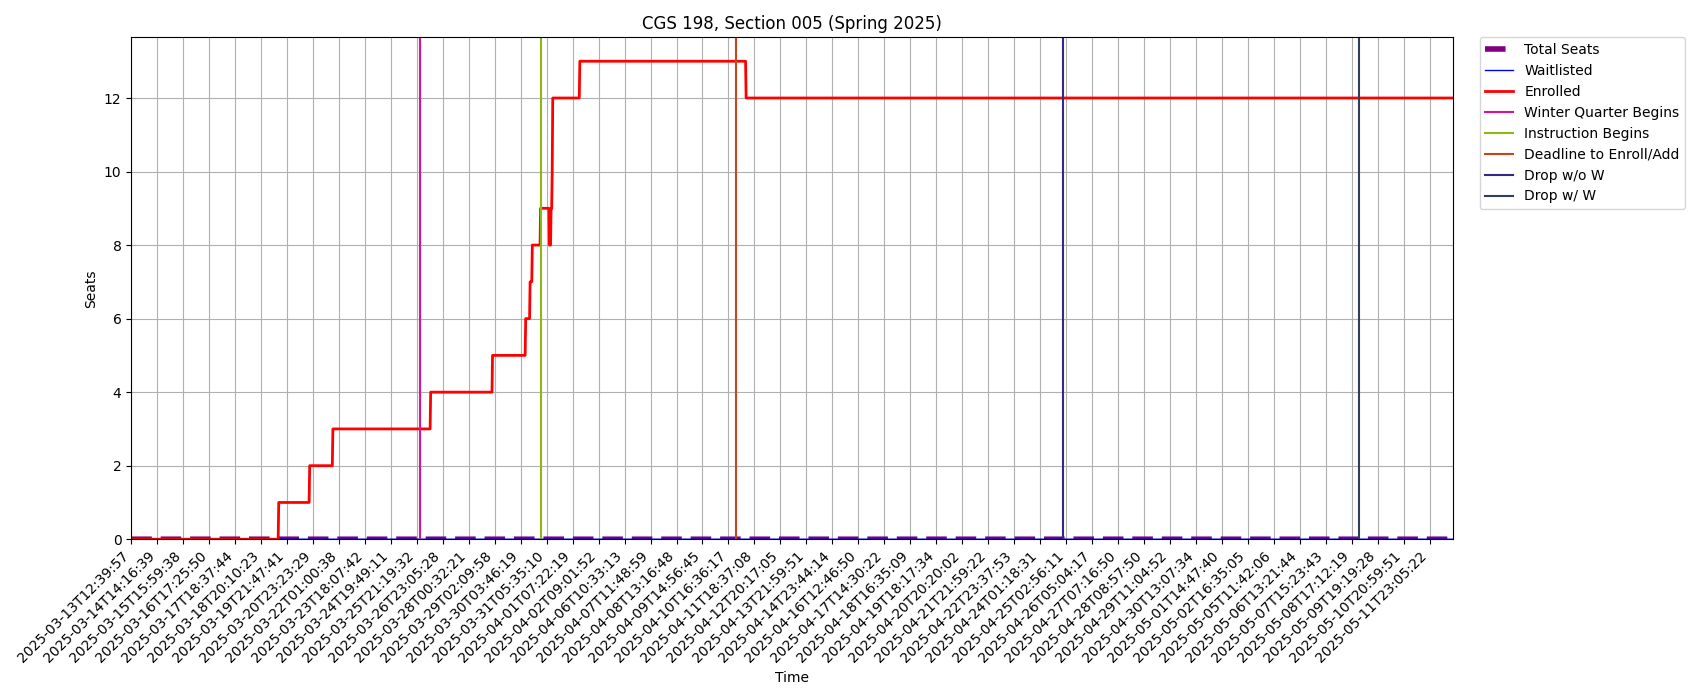 CGS 198, Section 005 (Spring 2025)
Total Seats
Waitlisted
Enrolled
Winter Quarter Begins
Instruction Begins
Deadline to Enroll/Add
Drop w/o W
Drop w/ W
Seats
12
10
8
6
4
2
0
2025-03-13T12:39:57
2025-03-14T14:16:39
2025-03-15T15:59:38
2025-03-16T17:25:50
2025-03-17T18:37:44
2025-03-18T20:10:23
2025-03-19T21:47:41
2025-03-20T23:23:29
2025-03-22T01:00:38
2025-03-23T18:07:42
2025-03-24T19:49:11
2025-03-25T21:19:32
2025-03-26T23:05:28
2025-03-28T00:32:21
2025-03-29T02:09:58
2025-03-30T03:46:19
2025-03-31T05:35:10
2025-04-01T07:22:19
2025-04-02T09:01:52
2025-04-06T10:33:13
2025-04-07T11:48:59
2025-04-08T13:16:48
2025-04-09T14:56:45
2025-04-10T16:36:17
2025-04-11T18:37:08
2025-04-12T20:17:05
2025-04-13T21:59:51
2025-04-14T23:44:14
2025-04-16T12:46:50
2025-04-17T14:30:22
2025-04-18T16:35:09
2025-04-19T18:17:34
2025-04-20T20:20:02
2025-04-21T21:59:22
2025-04-22T23:37:53
2025-04-24T01:18:31
2025-04-25T02:56:11
2025-04-26T05:04:17
2025-04-27T07:16:50
2025-04-28T08:57:50
2025-04-29T11:04:52
2025-04-30T13:07:34
2025-05-01T14:47:40
2025-05-02T16:35:05
2025-05-05T11:42:06
2025-05-06T13:21:44
2025-05-07T15:23:43
2025-05-08T17:12:19
2025-05-09T19:19:28
2025-05-10T20:59:51
2025-05-11T23:05:22
Time